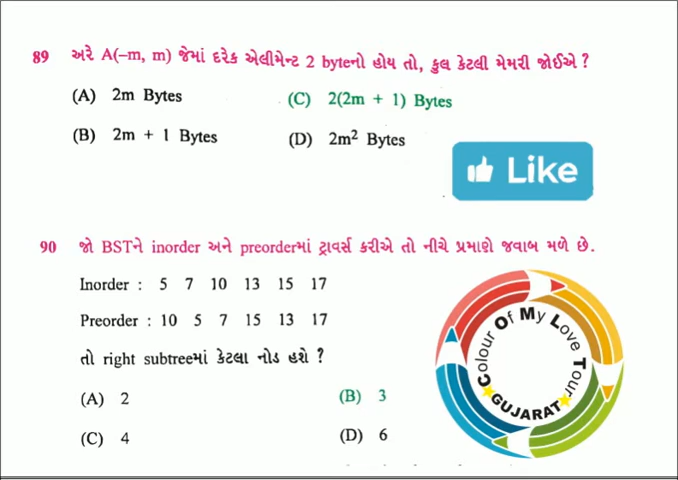 89 અરે A(–m, m) જેમાં દરેક એલીમેન્ટ 2 byteનો હોય તો, કુલ કેટલી મેમરી જોઈએ ?
(A) 2m Bytes (C) 2(2m + 1) Bytes
(B) 2m + 1 Bytes (D) 2m² Bytes
Like
90 જો BSTને inorder અને preorderમાં ટ્રાવર્સ કરીએ તો નીચે પ્રમાણે જવાબ મળે છે.
Inorder : 5 7 10 13 15 17
Preorder : 10 5 7 15 13 17
તો right subtreeમાં કેટલા નોડ હશે ?
(A) 2 (B) 3
(C) 4 (D) 6
Colour Of My Love Tour
GUJARAT